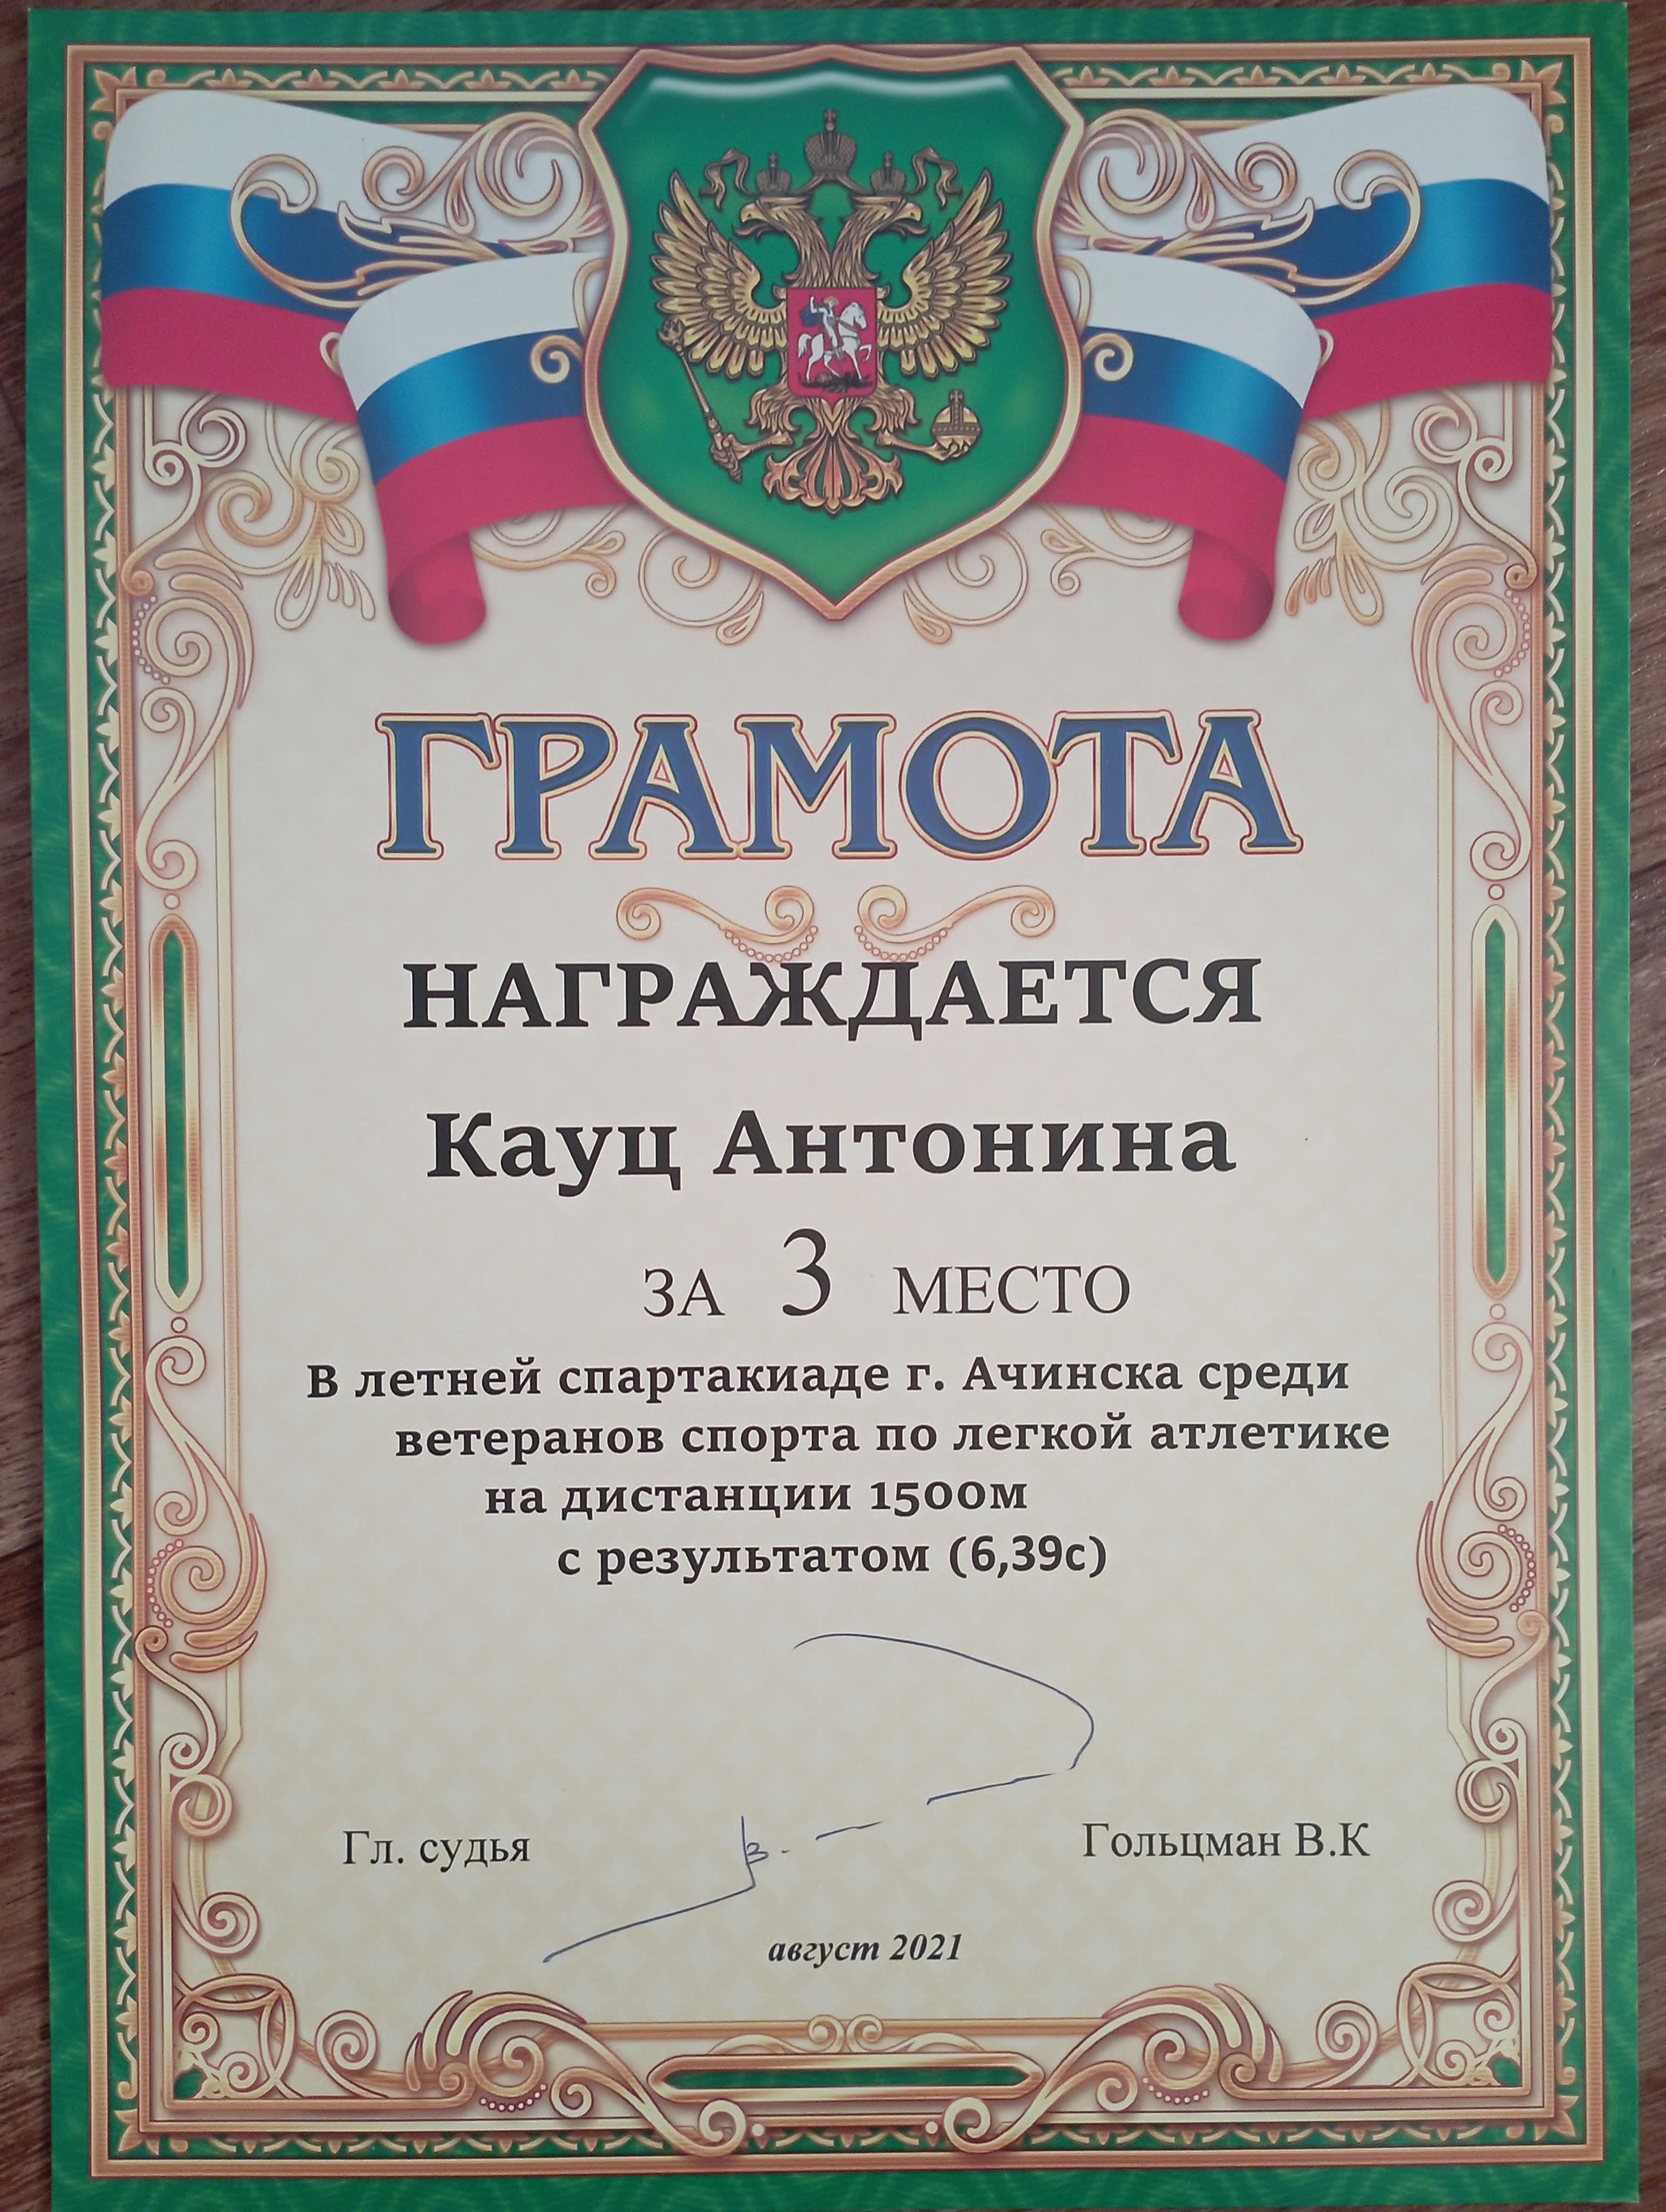 ГРАМОТА
НАГРАЖДАЕТСЯ
Кауц Антонина
ЗА 3 МЕСТО
В летней спартакиаде г. Ачинска среди
ветеранов спорта по легкой атлетике
на дистанции 1500м
с результатом (6,39с)
Гл. судья Гольцман В.К
август 2021